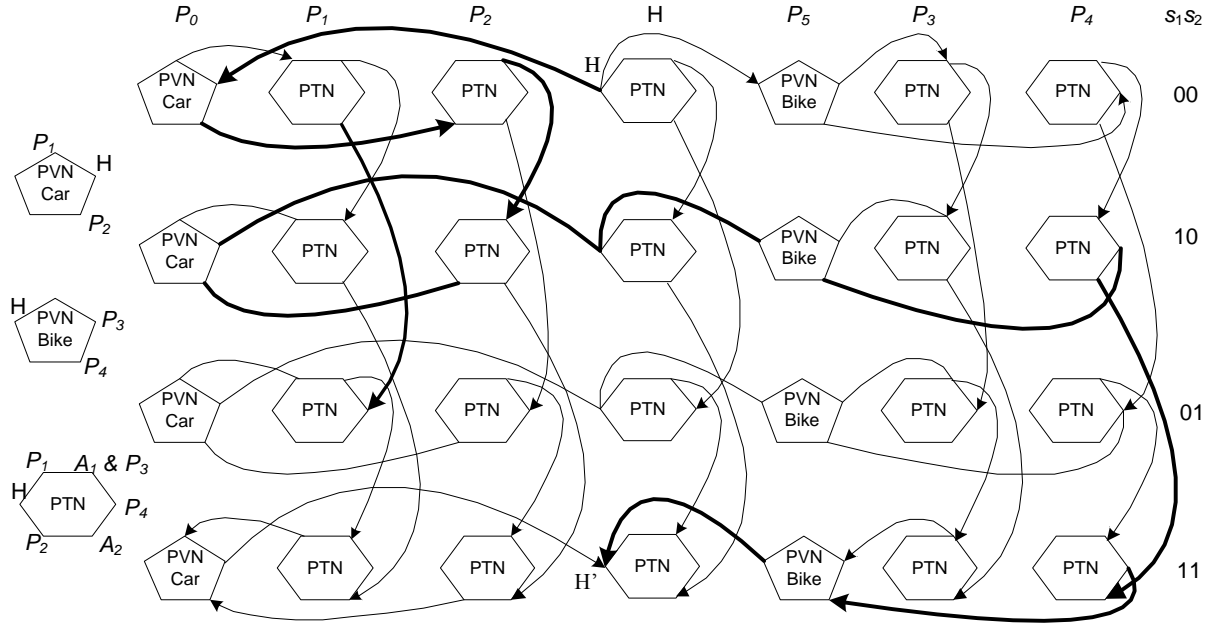 P0 P1 P2 H P5 P3 P4 s1s2
H
PVN Car PTN PTN PTN PVN Bike PTN PTN 00
P1
H
PVN
Car
P2
PVN Car PTN PTN PTN PVN Bike PTN PTN 10
H
PVN
Bike
P3
P4
PVN Car PTN PTN PTN PVN Bike PTN PTN 01
P1 A1 & P3
H
PTN
P4
P2 A2
PVN Car PTN PTN PTN PVN Bike PTN PTN 11
H'